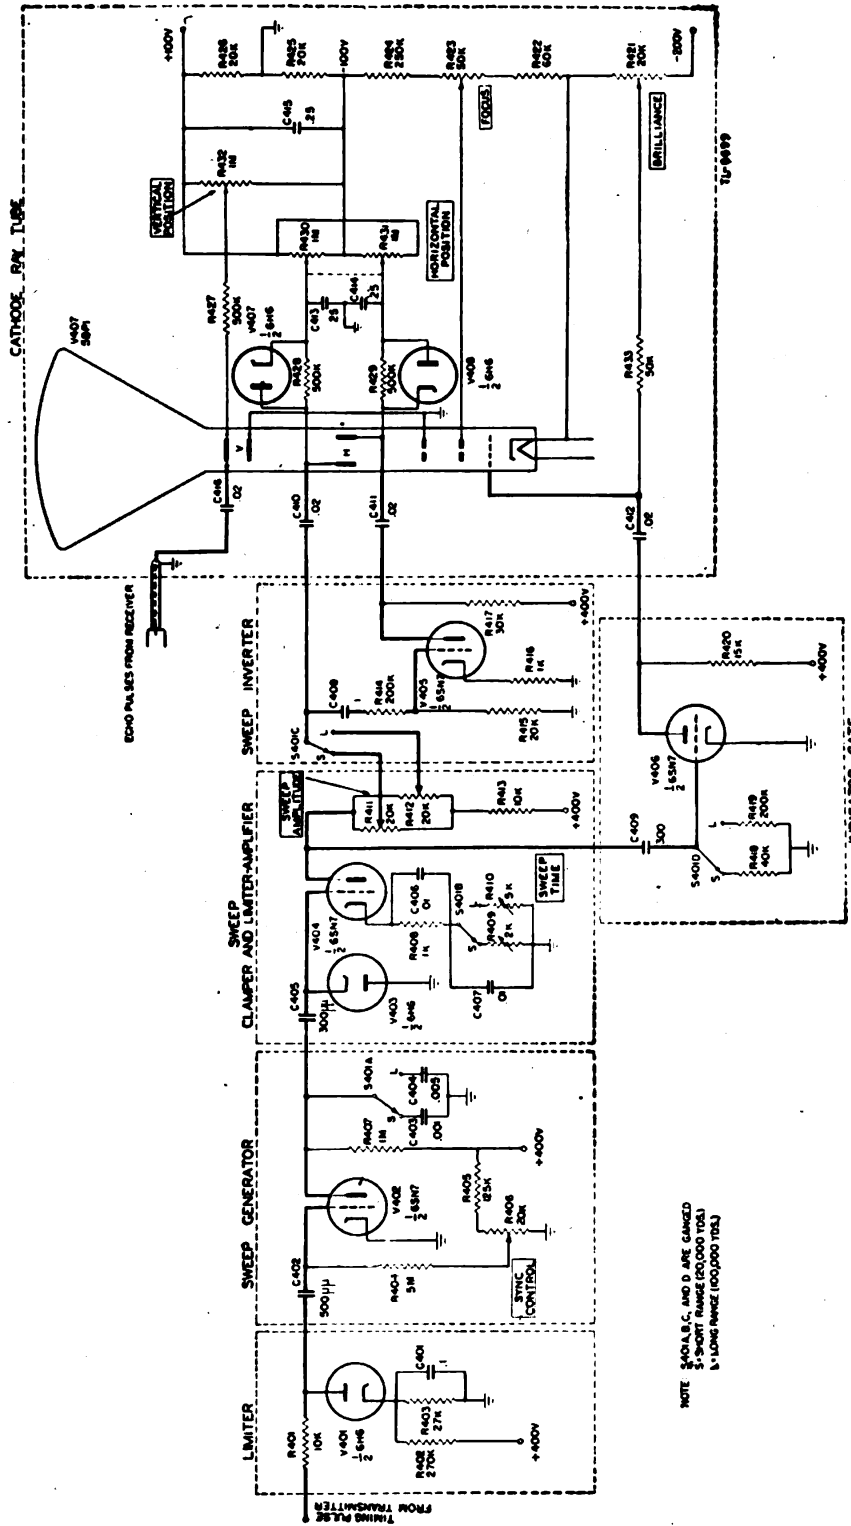 CATHODE RAY TUBE
V407
5BP1
ECHO PULSES FROM RECEIVER
C416
.02
R427
500K
VERTICAL
POSITION
R432
1M
C415
.25
+100V
R426
20K
R425
20K
-100V
R424
250K
R423
50K
FOCUS
R422
60K
R421
20K
-200V
BRILLIANCE
V407
1/2 6H6
R428
500K
C413
.25
C414
.25
R430
1M
R431
1M
HORIZONTAL
POSITION
R429
500K
V408
1/2 6H6
V
H
C410
.02
C411
.02
R433
50K
C412
.02
TL-8699
SWEEP INVERTER
S401C
S
L
C408
.1
R414
200K
V405
1/2 6SN7
R415
20K
R416
1K
R417
30K
+400V
SWEEP
CLAMPER AND LIMITER-AMPLIFIER
C405
300μμ
V403
1/2 6H6
V404
1/2 6SN7
SWEEP
AMPLITUDE
R411
20K
R412
20K
R413
10K
+400V
C406
.01
R408
1K
S401B
S
L
R409
2K
R410
5K
C407
.01
SWEEP
TIME
C409
300
V406
1/2 6SN7
S401D
S
L
R418
40K
R419
200K
R420
15K
+400V
SWEEP GENERATOR
C402
500μμ
V402
1/2 6SN7
R404
5M
SYNC
CONTROL
R405
125K
R406
20K
+400V
R407
1M
S401A
S
L
C403
.001
C404
.005
LIMITER
TIMING PULSE
FROM TRANSMITTER
R401
10K
V401
1/2 6H6
R402
270K
R403
27K
C401
.1
+400V
NOTE S401A,B,C, AND D ARE GANGED
S=SHORT RANGE (20,000 YDS.)
L=LONG RANGE (100,000 YDS.)